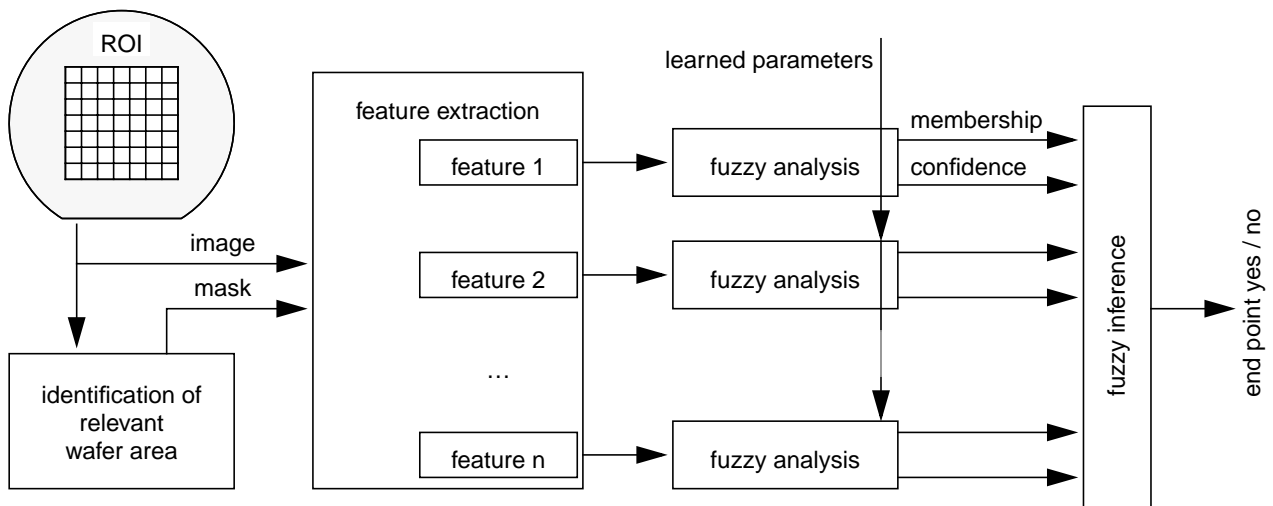 ROI
image
mask
identification of
relevant
wafer area
feature extraction
feature 1
feature 2
…
feature n
learned parameters
fuzzy analysis
fuzzy analysis
fuzzy analysis
membership
confidence
fuzzy inference
end point yes / no